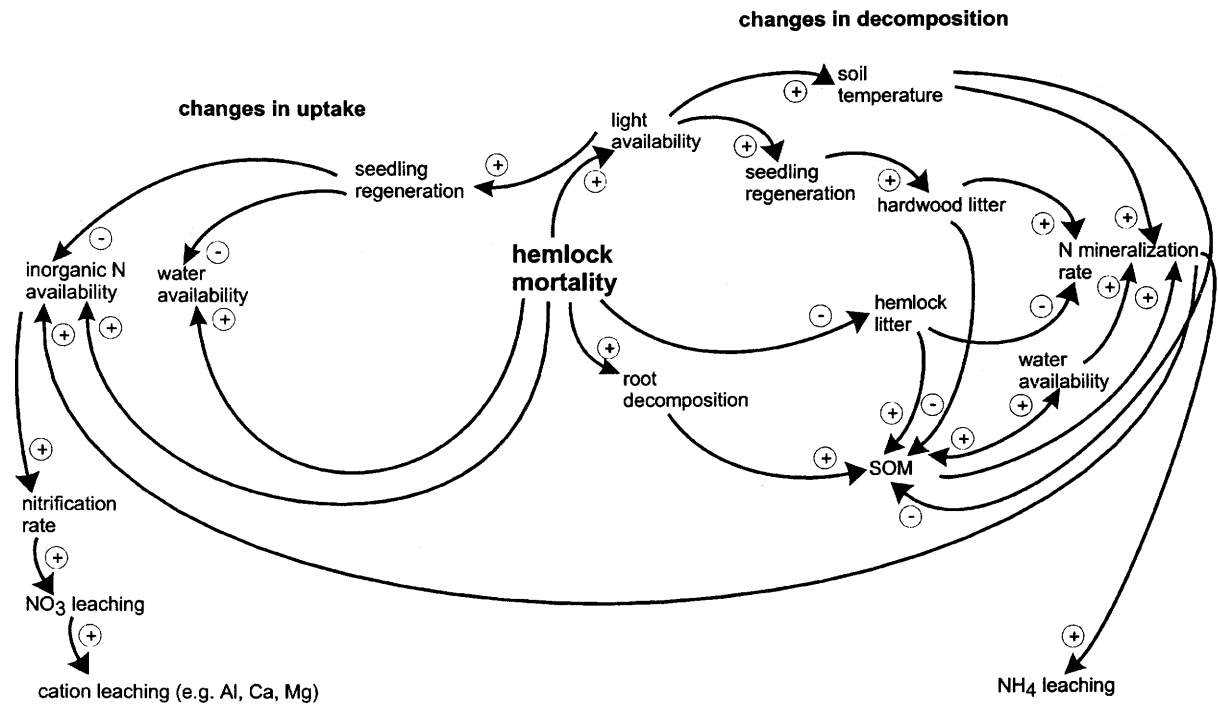 changes in decomposition
changes in uptake
soil
temperature
+
light
availability
+
+
+
seedling
regeneration
seedling
regeneration
+
hardwood litter
-
-
+
+
inorganic N
availability
water
availability
hemlock
mortality
N mineralization
rate
+
+
+
+
+
-
-
hemlock
litter
+
root
decomposition
water
availability
+
-
+
+
+
SOM
-
+
nitrification
rate
+
NO3 leaching
+
+
cation leaching (e.g. Al, Ca, Mg)
NH4 leaching